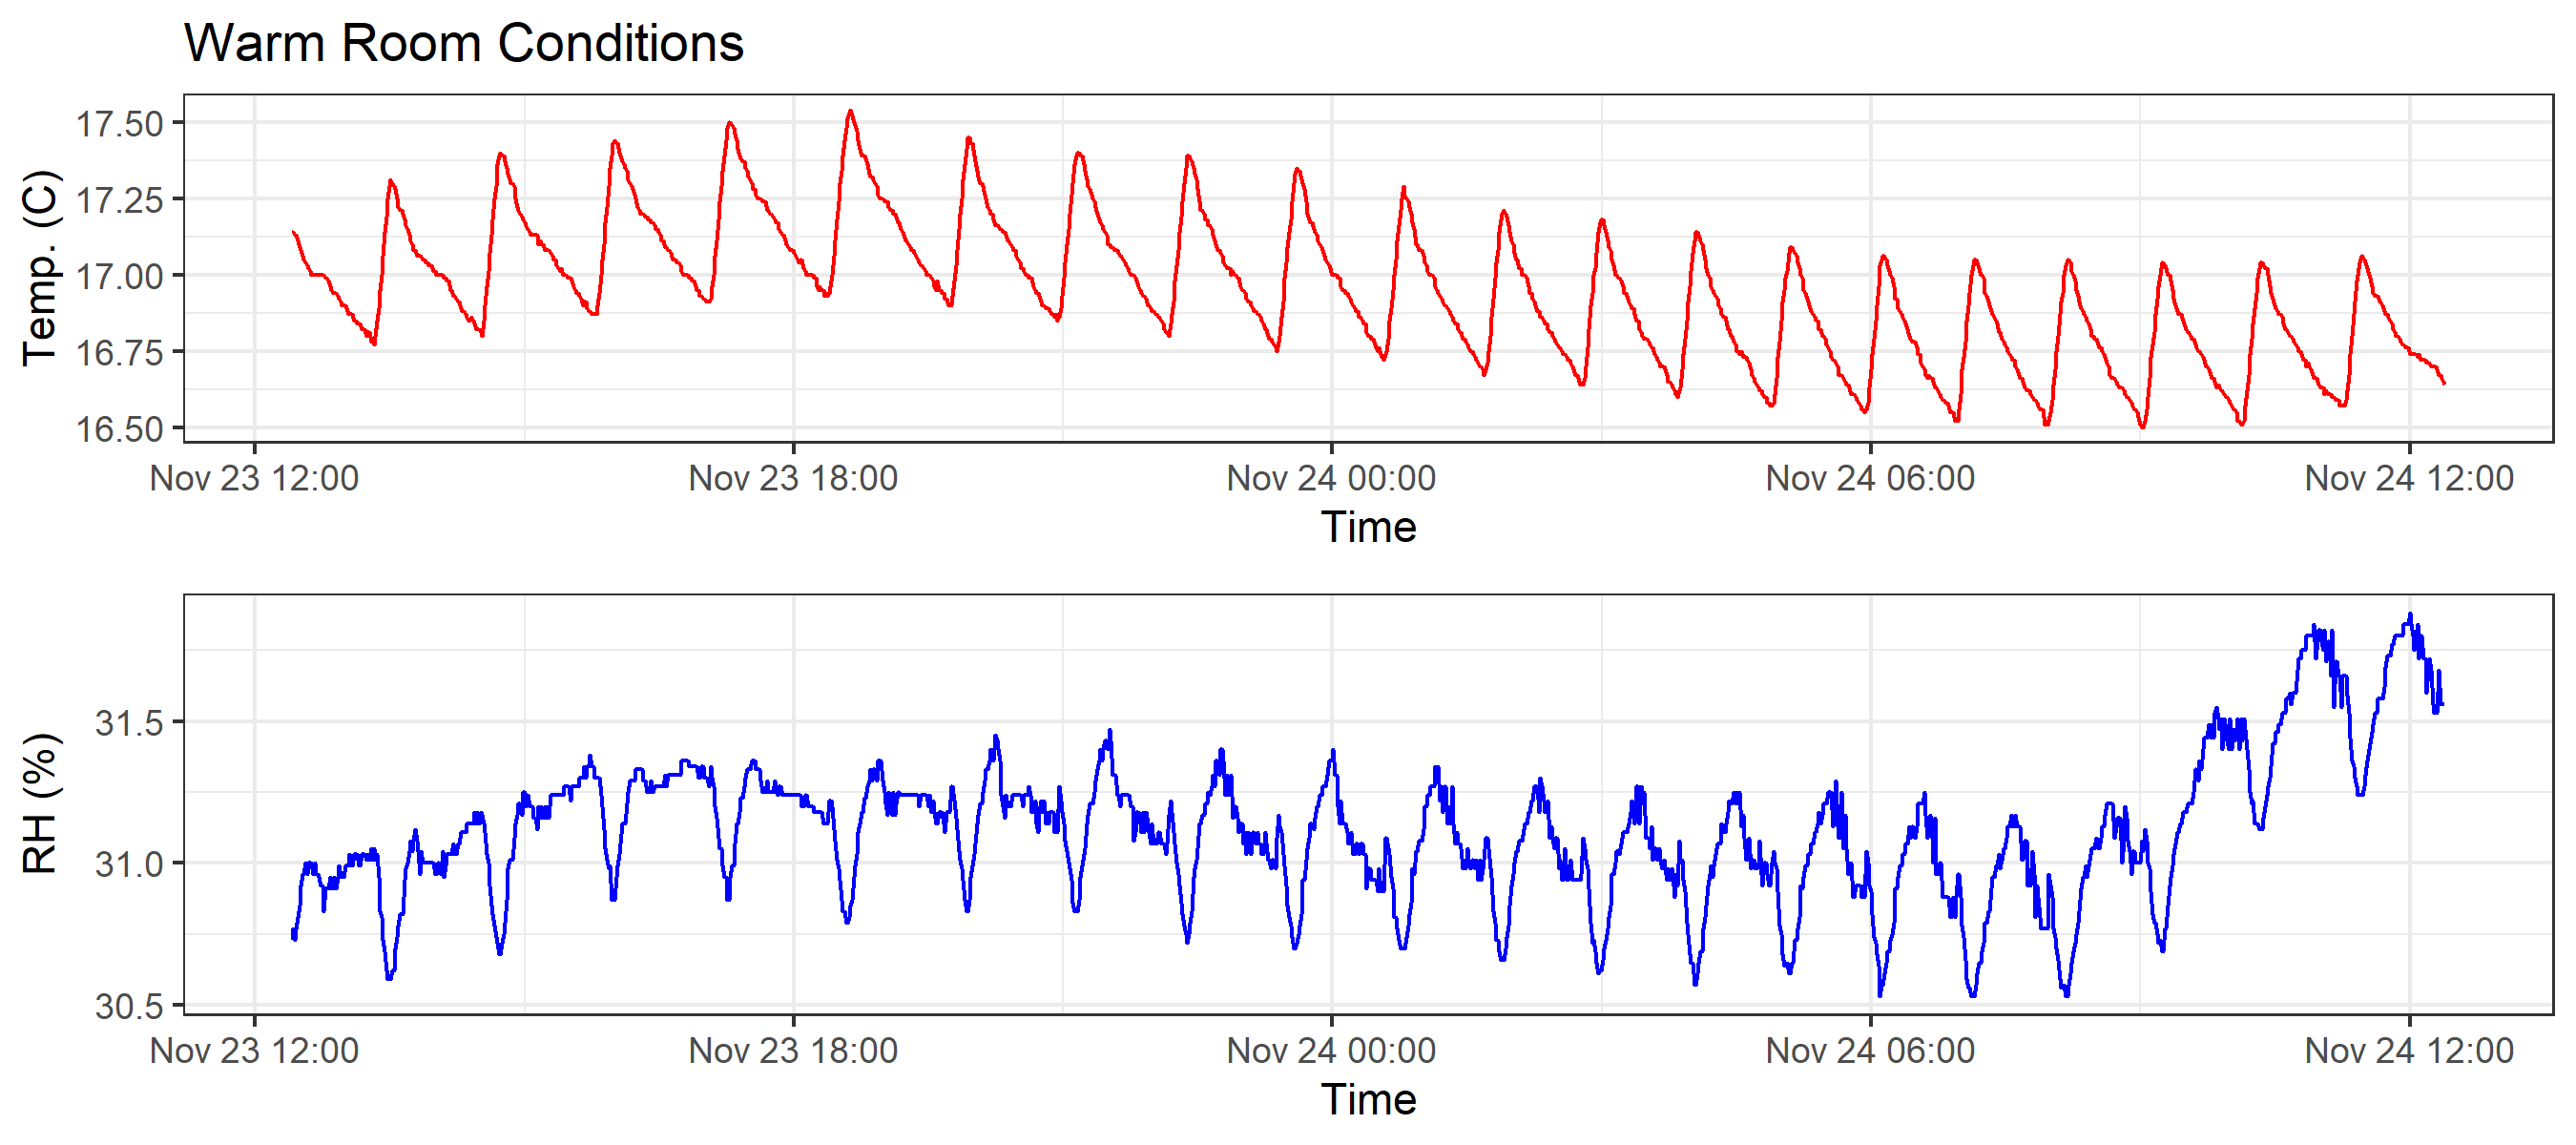 Warm Room Conditions
Temp. (C)
17.50
17.25
17.00
16.75
16.50
Nov 23 12:00 Nov 23 18:00 Nov 24 00:00 Nov 24 06:00 Nov 24 12:00
Time
RH (%)
31.5
31.0
30.5
Nov 23 12:00 Nov 23 18:00 Nov 24 00:00 Nov 24 06:00 Nov 24 12:00
Time